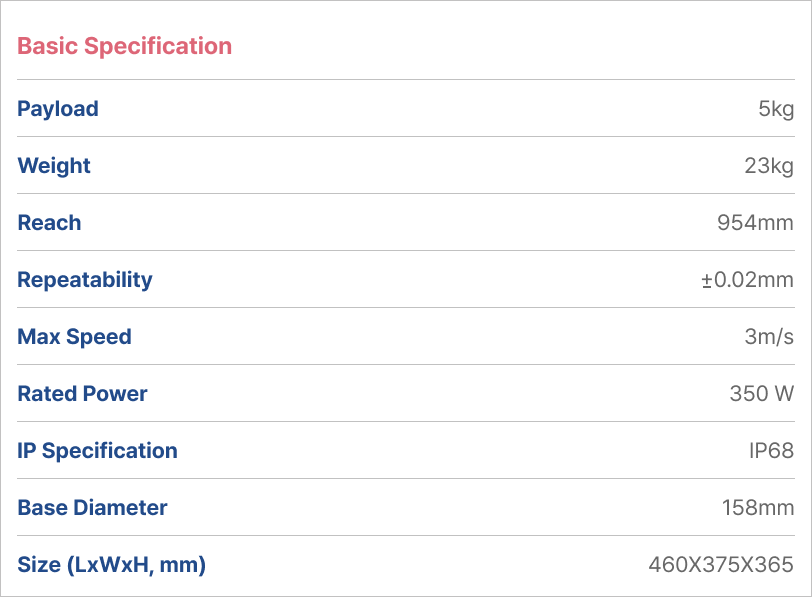 Basic Specification
Payload 5kg
Weight 23kg
Reach 954mm
Repeatability ±0.02mm
Max Speed 3m/s
Rated Power 350 W
IP Specification IP68
Base Diameter 158mm
Size (LxWxH, mm) 460X375X365